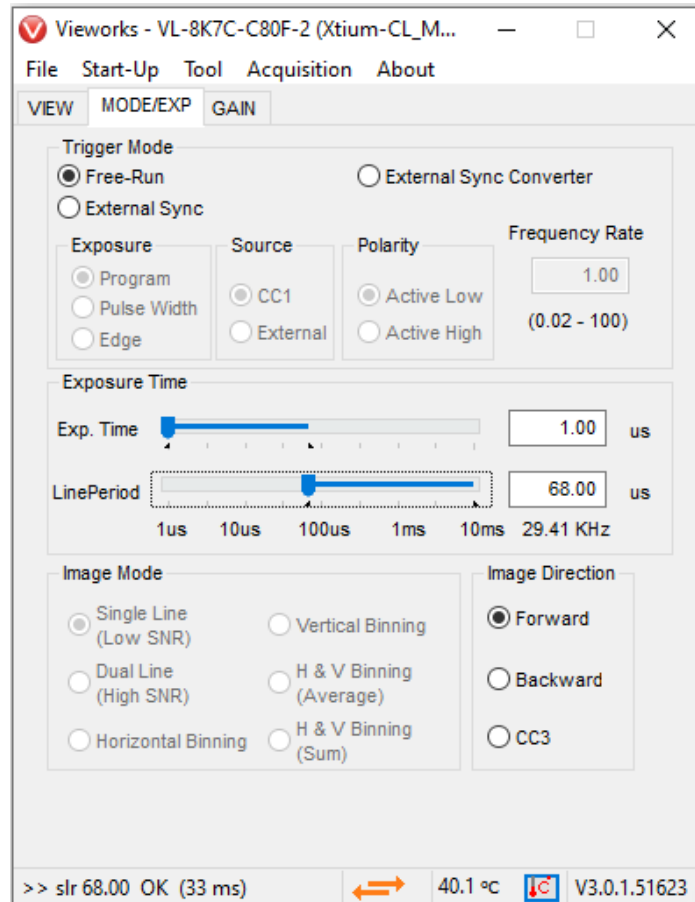 Vieworks - VL-8K7C-C80F-2 (Xtium-CL_M...
File Start-Up Tool Acquisition About
VIEW MODE/EXP GAIN
Trigger Mode
Free-Run External Sync Converter
External Sync
Exposure Source Polarity Frequency Rate
Program CC1 Active Low 1.00
Pulse Width
Edge External Active High (0.02 - 100)
Exposure Time
Exp. Time 1.00 us
LinePeriod 68.00 us
1us 10us 100us 1ms 10ms 29.41 KHz
Image Mode Image Direction
Single Line
(Low SNR) Vertical Binning Forward
Dual Line
(High SNR) H & V Binning
(Average) Backward
Horizontal Binning H & V Binning
(Sum) CC3
>> slr 68.00 OK (33 ms) 40.1 ºC C V3.0.1.51623